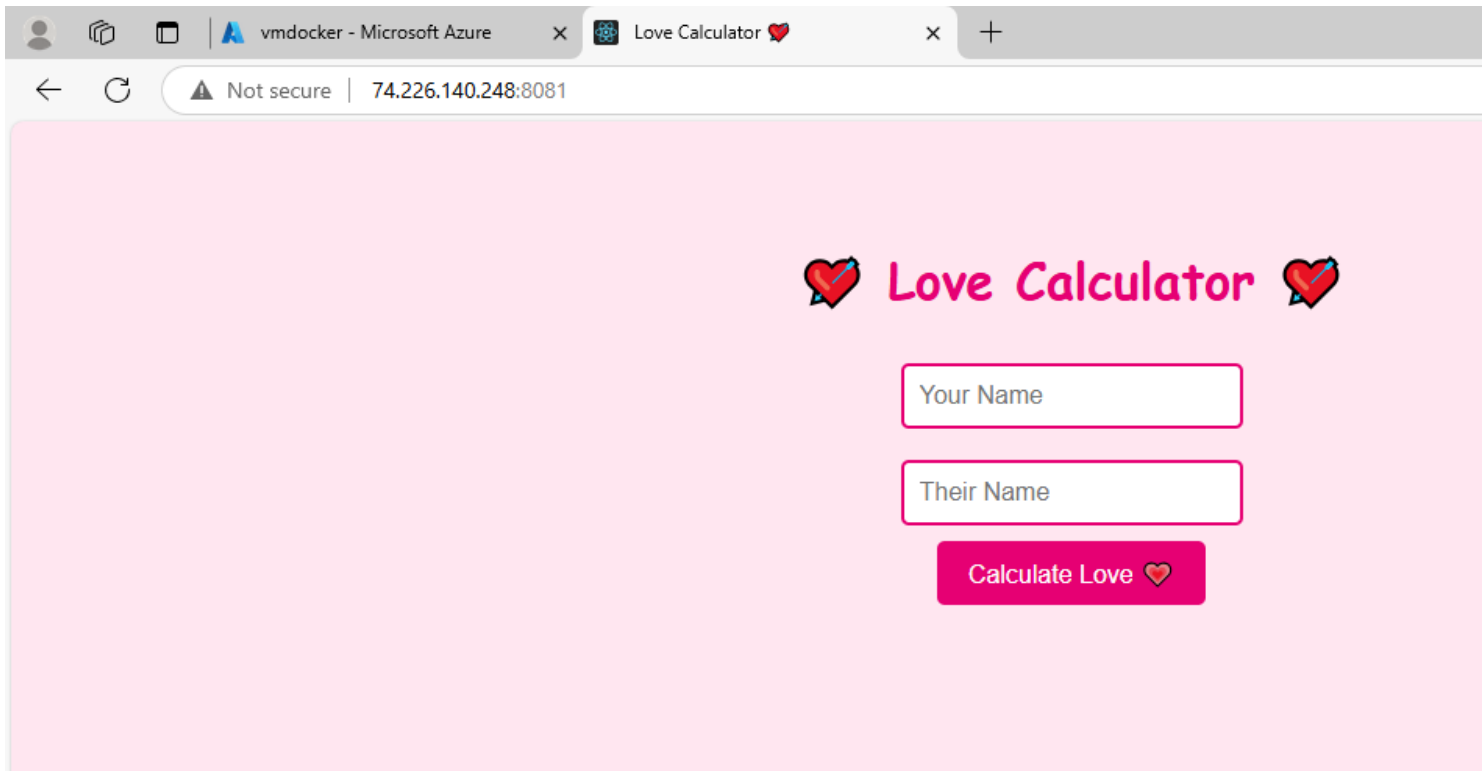 vmdocker - Microsoft Azure
Love Calculator 💘
Not secure
74.226.140.248:8081
💘 Love Calculator 💘
Your Name
Their Name
Calculate Love 💗